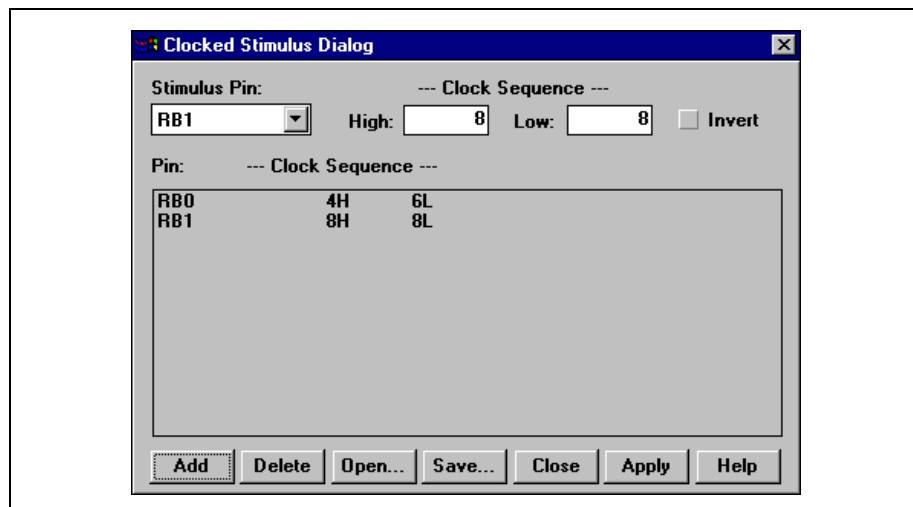 Clocked Stimulus Dialog
Stimulus Pin: --- Clock Sequence ---
RB1 High: 8 Low: 8 Invert
Pin: --- Clock Sequence ---
RB0 4H 6L
RB1 8H 8L
Add Delete Open... Save... Close Apply Help